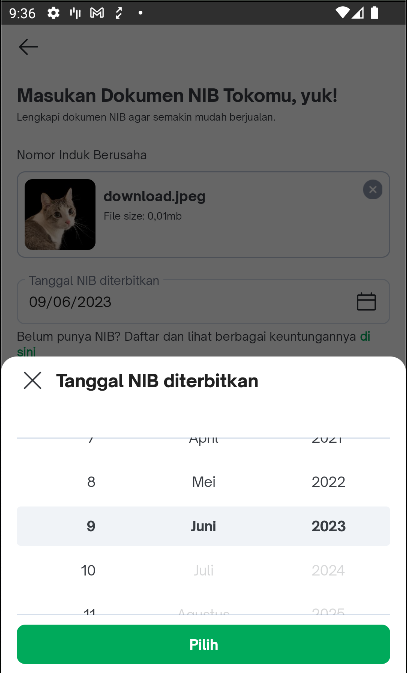 9:36
Masukan Dokumen NIB Tokomu, yuk!
Lengkapi dokumen NIB agar semakin mudah berjualan.
Nomor Induk Berusaha
download.jpeg
File size: 0,01mb
Tanggal NIB diterbitkan
09/06/2023
Belum punya NIB? Daftar dan lihat berbagai keuntungannya di
sini
Tanggal NIB diterbitkan
7 April 2021
8 Mei 2022
9 Juni 2023
10 Juli 2024
11 Agustus 2025
Pilih